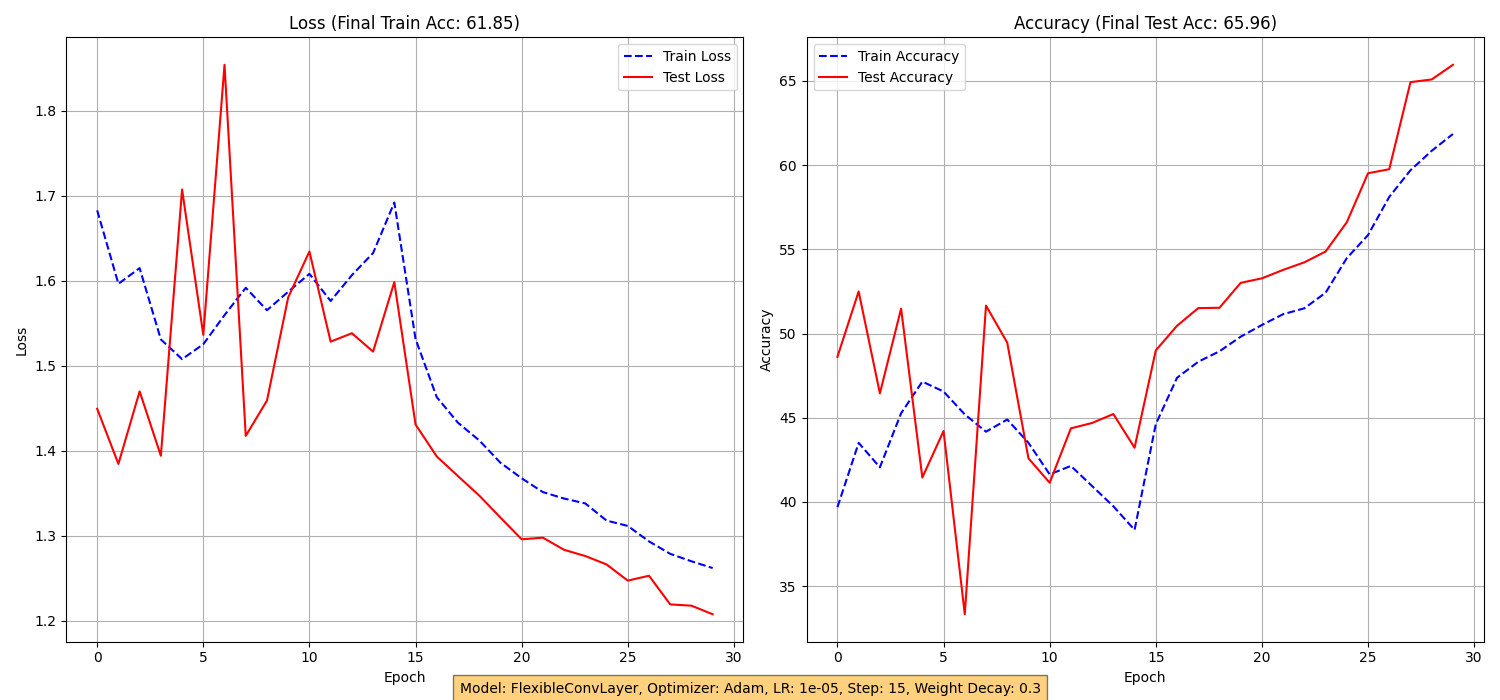 Loss (Final Train Acc: 61.85)
Train Loss
Test Loss
Loss
1.8
1.7
1.6
1.5
1.4
1.3
1.2
0
5
10
15
20
25
30
Epoch
Accuracy (Final Test Acc: 65.96)
Train Accuracy
Test Accuracy
Accuracy
65
60
55
50
45
40
35
0
5
10
15
20
25
30
Epoch
Model: FlexibleConvLayer, Optimizer: Adam, LR: 1e-05, Step: 15, Weight Decay: 0.3